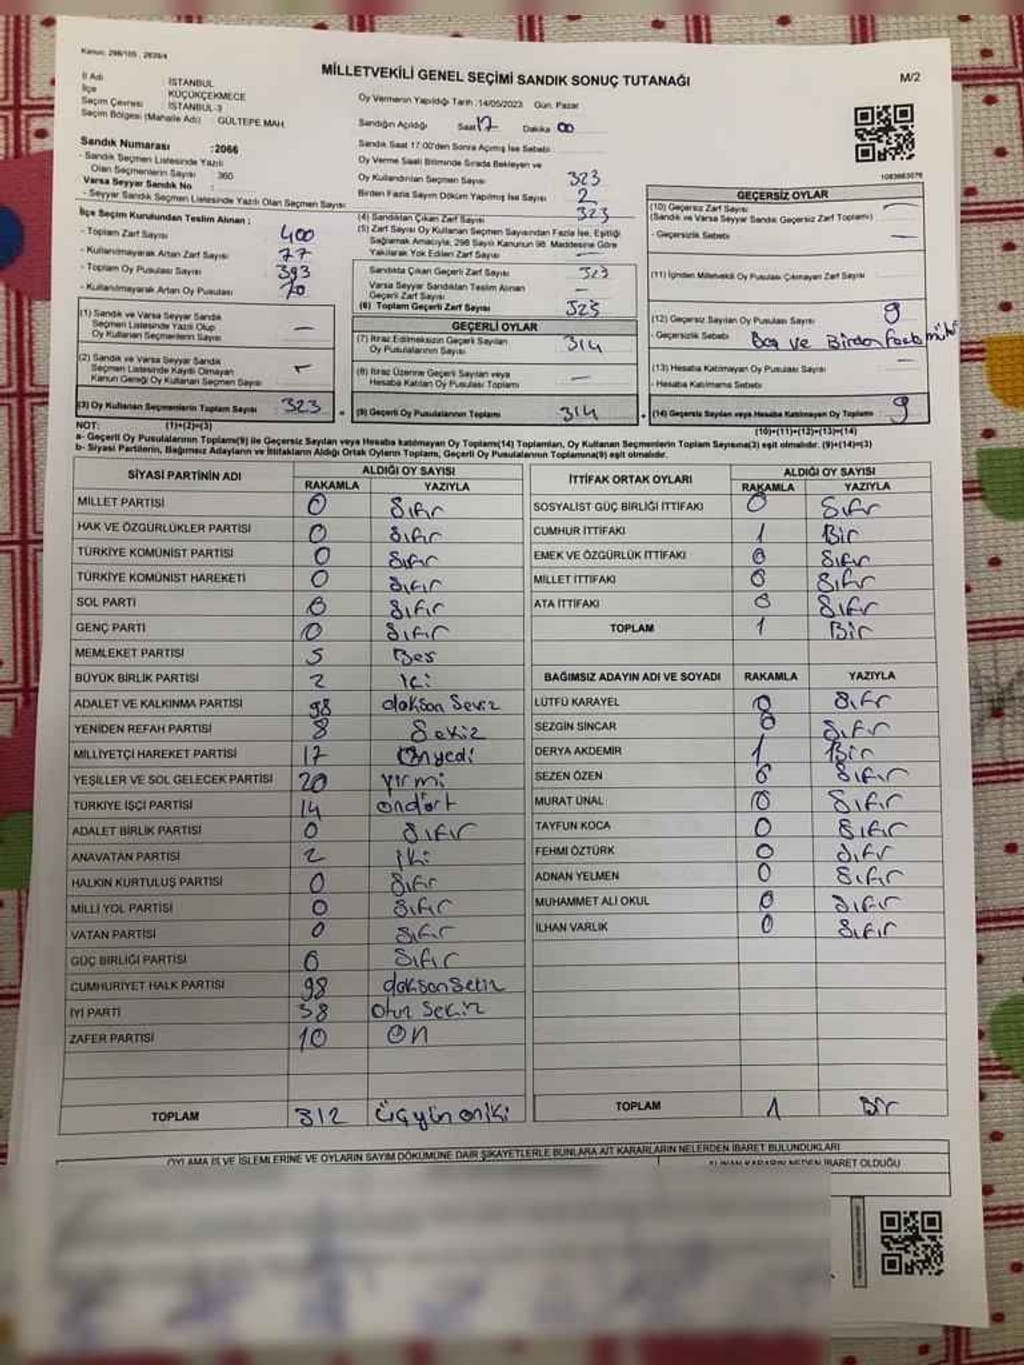 Kanun: 298/105, 2839/4
MİLLETVEKİLİ GENEL SEÇİMİ SANDIK SONUÇ TUTANAĞI
M/2
İl Adı : İSTANBUL
İlçe : KÜÇÜKÇEKMECE
Seçim Çevresi : İSTANBUL-3
Seçim Bölgesi (Mahalle Adı) : GÜLTEPE MAH.
Sandık Numarası :2066
- Sandık Seçmen Listesinde Yazılı
Olan Seçmenlerin Sayısı : 360
Varsa Seyyar Sandık No :
- Seyyar Sandık Seçmen Listesinde Yazılı Olan Seçmen Sayısı:
Oy Vermenin Yapıldığı Tarih :14/05/2023 Gün: Pazar
Sandığın Açıldığı Saat 17 Dakika 00
Sandık Saat 17:00'den Sonra Açılmış İse Sebebi
Oy Verme Saati Bitiminde Sırada Bekleyen ve
Oy Kullandırılan Seçmen Sayısı 323
Birden Fazla Sayım Döküm Yapılmış İse Sayısı 2
1083663076
İlçe Seçim Kurulundan Teslim Alınan :
- Toplam Zarf Sayısı 400
- Kullanılmayarak Artan Zarf Sayısı 77
- Toplam Oy Pusulası Sayısı 393
- Kullanılmayarak Artan Oy Pusulası 70
(1) Sandık ve Varsa Seyyar Sandık
Seçmen Listesinde Yazılı Olup
Oy Kullanan Seçmenlerin Sayısı —
(2) Sandık ve Varsa Seyyar Sandık
Seçmen Listesinde Kayıtlı Olmayan
Kanun Gereği Oy Kullanan Seçmen Sayısı
(3) Oy Kullanan Seçmenlerin Toplam Sayısı 323
(1)+(2)=(3)
(4) Sandıktan Çıkan Zarf Sayısı 323
(5) Zarf Sayısı Oy Kullanan Seçmen Sayısından Fazla İse, Eşitliği
Sağlamak Amacıyla, 298 Sayılı Kanunun 98. Maddesine Göre
Yakılarak Yok Edilen Zarf Sayısı —
Sandıkta Çıkan Geçerli Zarf Sayısı 323
Varsa Seyyar Sandıktan Teslim Alınan
Geçerli Zarf Sayısı —
(6) Toplam Geçerli Zarf Sayısı 323
GEÇERLİ OYLAR
(7) İtiraz Edilmeksizin Geçerli Sayılan
Oy Pusulalarının Sayısı 314
(8) İtiraz Üzerine Geçerli Sayılan veya
Hesaba Katılan Oy Pusulası Toplamı —
(9) Geçerli Oy Pusulalarının Toplamı 314
GEÇERSİZ OYLAR
(10) Geçersiz Zarf Sayısı —
(Sandık ve Varsa Seyyar Sandık Geçersiz Zarf Toplamı)
- Geçersizlik Sebebi —
(11) İçinden Milletvekili Oy Pusulası Çıkmayan Zarf Sayısı
(12) Geçersiz Sayılan Oy Pusulası Sayısı 9
- Geçersizlik Sebebi Boş ve Birden Fazla mühür
(13) Hesaba Katılmayan Oy Pusulası Sayısı —
- Hesaba Katılmama Sebebi
(14) Geçersiz Sayılan veya Hesaba Katılmayan Oy Toplamı 9
(10)+(11)+(12)+(13)=(14)
NOT:
a- Geçerli Oy Pusulalarının Toplamı(9) ile Geçersiz Sayılan veya Hesaba katılmayan Oy Toplam(14) Toplamları, Oy Kullanan Seçmenlerin Toplam Sayısına(3) eşit olmalıdır. (9)+(14)=(3)
b- Siyasi Partilerin, Bağımsız Adayların ve İttifakların Aldığı Ortak Oyların Toplamı, Geçerli Oy Pusulalarının Toplamına(9) eşit olmalıdır.
SİYASİ PARTİNİN ADI ALDIĞI OY SAYISI
RAKAMLA YAZIYLA
MİLLET PARTİSİ 0 Sıfır
HAK VE ÖZGÜRLÜKLER PARTİSİ 0 Sıfır
TÜRKİYE KOMÜNİST PARTİSİ 0 Sıfır
TÜRKİYE KOMÜNİST HAREKETİ 0 Sıfır
SOL PARTİ 0 Sıfır
GENÇ PARTİ 0 Sıfır
MEMLEKET PARTİSİ 5 Beş
BÜYÜK BİRLİK PARTİSİ 2 İki
ADALET VE KALKINMA PARTİSİ 98 doksan Sekiz
YENİDEN REFAH PARTİSİ 8 Sekiz
MİLLİYETÇİ HAREKET PARTİSİ 17 Onyedi
YEŞİLLER VE SOL GELECEK PARTİSİ 20 yirmi
TÜRKİYE İŞÇİ PARTİSİ 14 ondört
ADALET BİRLİK PARTİSİ 0 Sıfır
ANAVATAN PARTİSİ 2 İki
HALKIN KURTULUŞ PARTİSİ 0 Sıfır
MİLLİ YOL PARTİSİ 0 Sıfır
VATAN PARTİSİ 0 Sıfır
GÜÇ BİRLİĞİ PARTİSİ 0 Sıfır
CUMHURİYET HALK PARTİSİ 98 doksan Sekiz
İYİ PARTİ 38 Otuz Sekiz
ZAFER PARTİSİ 10 On
TOPLAM 312 Üçyüz oniki
İTTİFAK ORTAK OYLARI ALDIĞI OY SAYISI
RAKAMLA YAZIYLA
SOSYALİST GÜÇ BİRLİĞİ İTTİFAKI 0 Sıfır
CUMHUR İTTİFAKI 1 Bir
EMEK VE ÖZGÜRLÜK İTTİFAKI 0 Sıfır
MİLLET İTTİFAKI 0 Sıfır
ATA İTTİFAKI 0 Sıfır
TOPLAM 1 Bir
BAĞIMSIZ ADAYIN ADI VE SOYADI RAKAMLA YAZIYLA
LÜTFÜ KARAYEL 0 Sıfır
SEZGİN SİNCAR 0 Sıfır
DERYA AKDEMİR 1 Bir
SEZEN ÖZEN 0 Sıfır
MURAT ÜNAL 0 Sıfır
TAYFUN KOCA 0 Sıfır
FEHMİ ÖZTÜRK 0 Sıfır
ADNAN YELMEN 0 Sıfır
MUHAMMET ALİ OKUL 0 Sıfır
İLHAN VARLIK 0 Sıfır
TOPLAM 1 Bir
OYLAMA İŞ VE İŞLEMLERİNE VE OYLARIN SAYIM DÖKÜMÜNE DAİR ŞİKAYETLERLE BUNLARA AİT KARARLARIN NELERDEN İBARET BULUNDUKLARI
ALINAN KARARIN NEDEN İBARET OLDUĞU